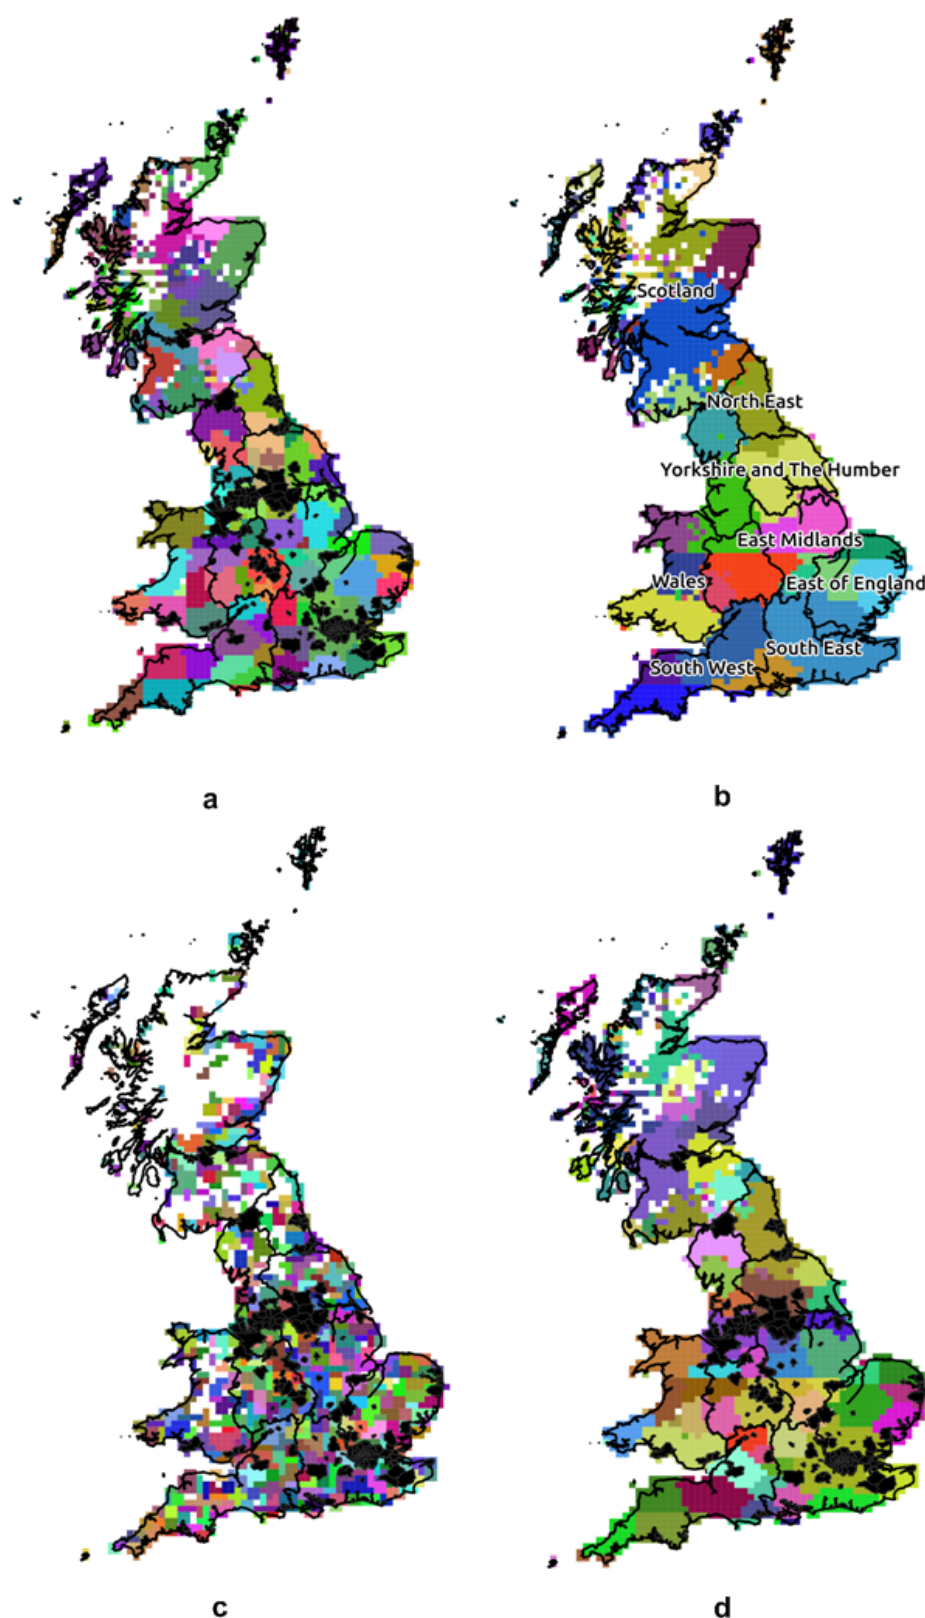 Scotland
North East
Yorkshire and The Humber
East Midlands
Wales
East of England
South East
South West
a
b
c
d